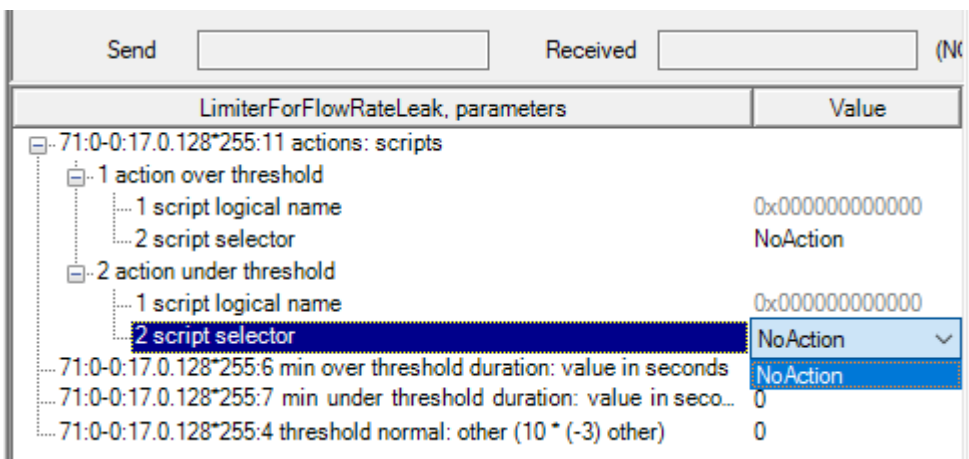 Send Received (N
LimiterForFlowRateLeak, parameters Value
71:0-0:17.0.128*255:11 actions: scripts
1 action over threshold
1 script logical name 0x000000000000
2 script selector NoAction
2 action under threshold
1 script logical name 0x000000000000
2 script selector NoAction
71:0-0:17.0.128*255:6 min over threshold duration: value in seconds NoAction
71:0-0:17.0.128*255:7 min under threshold duration: value in seco... 0
71:0-0:17.0.128*255:4 threshold normal: other (10 * (-3) other) 0